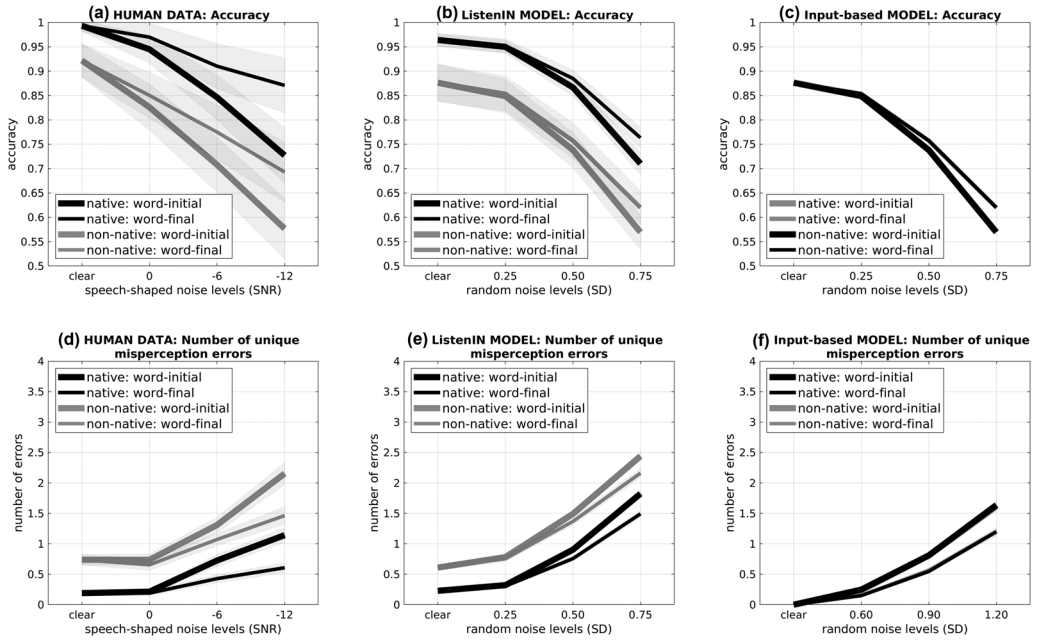 (a) HUMAN DATA: Accuracy
1
0.95
0.9
0.85
0.8
0.75
0.7
0.65
0.6
0.55
0.5
accuracy
native: word-initial
native: word-final
non-native: word-initial
non-native: word-final
clear 0 -6 -12
speech-shaped noise levels (SNR)
(b) ListenIN MODEL: Accuracy
1
0.95
0.9
0.85
0.8
0.75
0.7
0.65
0.6
0.55
0.5
accuracy
native: word-initial
native: word-final
non-native: word-initial
non-native: word-final
clear 0.25 0.50 0.75
random noise levels (SD)
(c) Input-based MODEL: Accuracy
1
0.95
0.9
0.85
0.8
0.75
0.7
0.65
0.6
0.55
0.5
accuracy
native: word-initial
native: word-final
non-native: word-initial
non-native: word-final
clear 0.25 0.50 0.75
random noise levels (SD)
(d) HUMAN DATA: Number of unique
misperception errors
4
3.5
3
2.5
2
1.5
1
0.5
0
number of errors
native: word-initial
native: word-final
non-native: word-initial
non-native: word-final
clear 0 -6 -12
speech-shaped noise levels (SNR)
(e) ListenIN MODEL: Number of unique
misperception errors
4
3.5
3
2.5
2
1.5
1
0.5
0
number of errors
native: word-initial
native: word-final
non-native: word-initial
non-native: word-final
clear 0.25 0.50 0.75
random noise levels (SD)
(f) Input-based MODEL: Number of unique
misperception errors
4
3.5
3
2.5
2
1.5
1
0.5
0
number of errors
native: word-initial
native: word-final
non-native: word-initial
non-native: word-final
clear 0.60 0.90 1.20
random noise levels (SD)